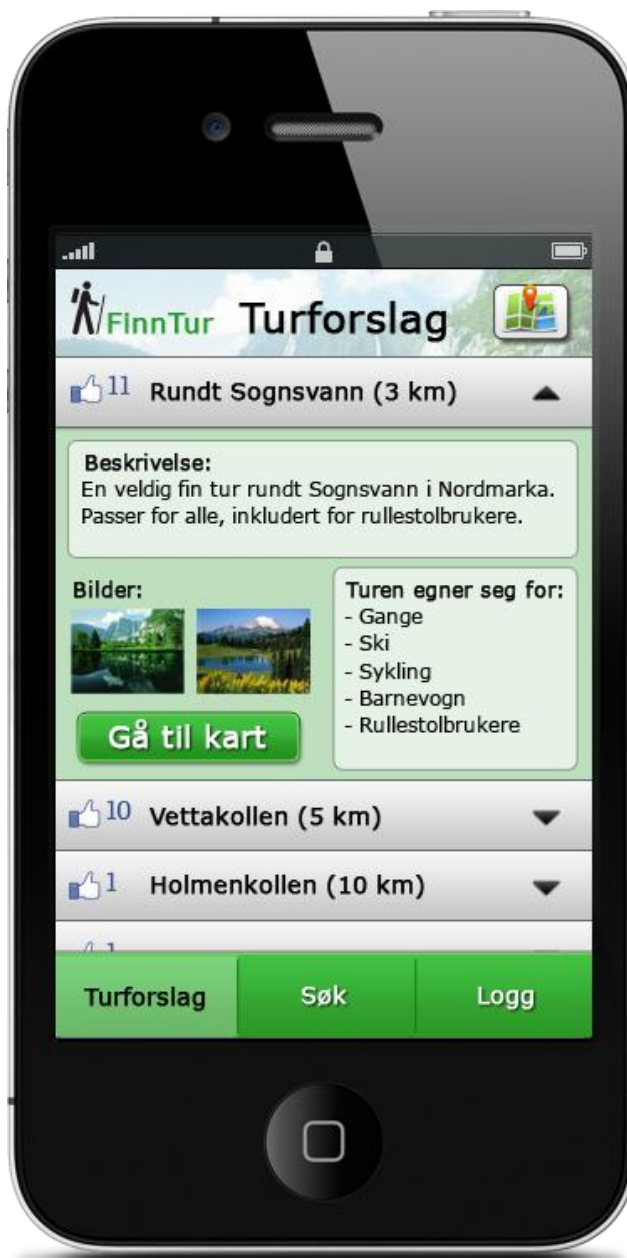 FinnTur Turforslag
11 Rundt Sognsvann (3 km)
Beskrivelse:
En veldig fin tur rundt Sognsvann i Nordmarka.
Passer for alle, inkludert for rullestolbrukere.
Bilder:
Gå til kart
Turen egner seg for:
- Gange
- Ski
- Sykling
- Barnevogn
- Rullestolbrukere
10 Vettakollen (5 km)
1 Holmenkollen (10 km)
1
Turforslag Søk Logg